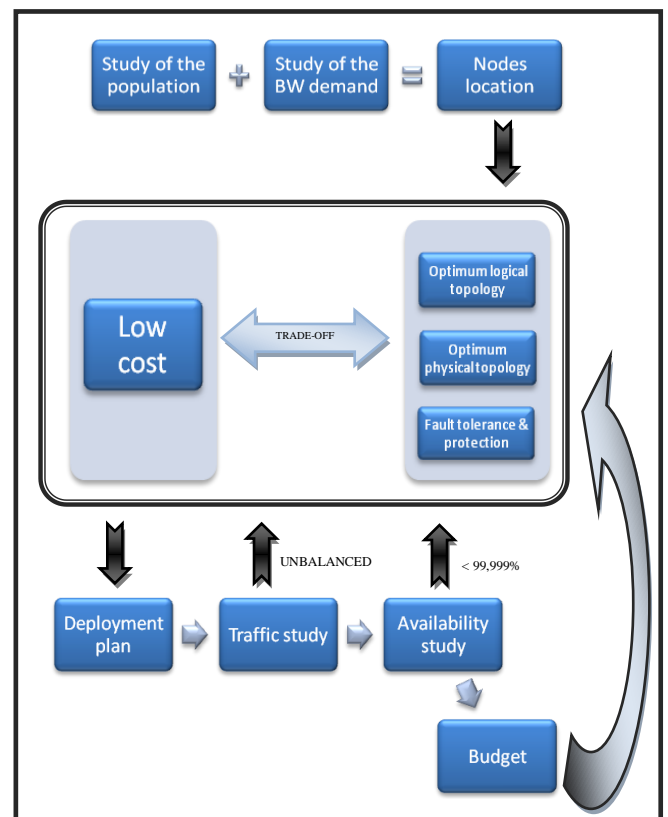 Study of the
population
+
Study of the
BW demand
=
Nodes
location
Low
cost
TRADE-OFF
Optimum logical
topology
Optimum
physical topology
Fault tolerance &
protection
UNBALANCED
< 99,999%
Deployment
plan
Traffic study
Availability
study
Budget